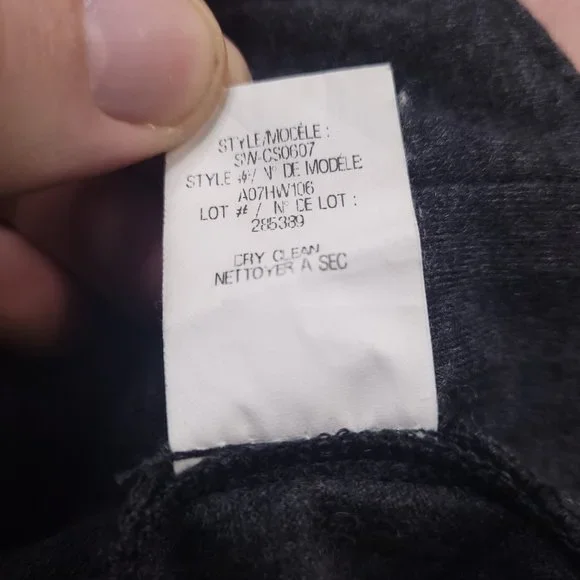 STYLE/MODÈLE :
SW-CS0607
STYLE #/ N° DE MODÈLE:
A07HW106
LOT # / N° DE LOT :
285389
DRY CLEAN
NETTOYER A SEC